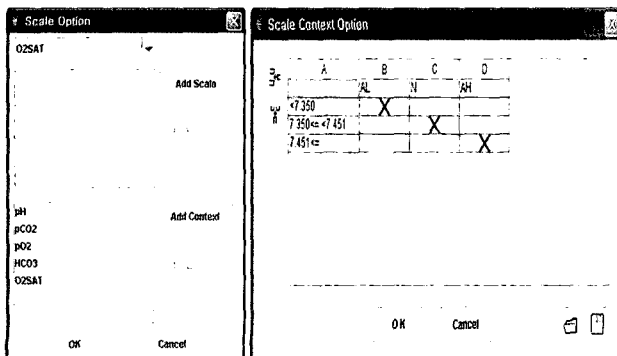 Scale Option
O2SAT
Add Scale
pH
pCO2
pO2
HCO3
O2SAT
Add Context
OK
Cancel
Scale Context Option
A B C D
AL N AH
<7.350 X
7.350<= <7.451 X
7.451<= X
OK Cancel